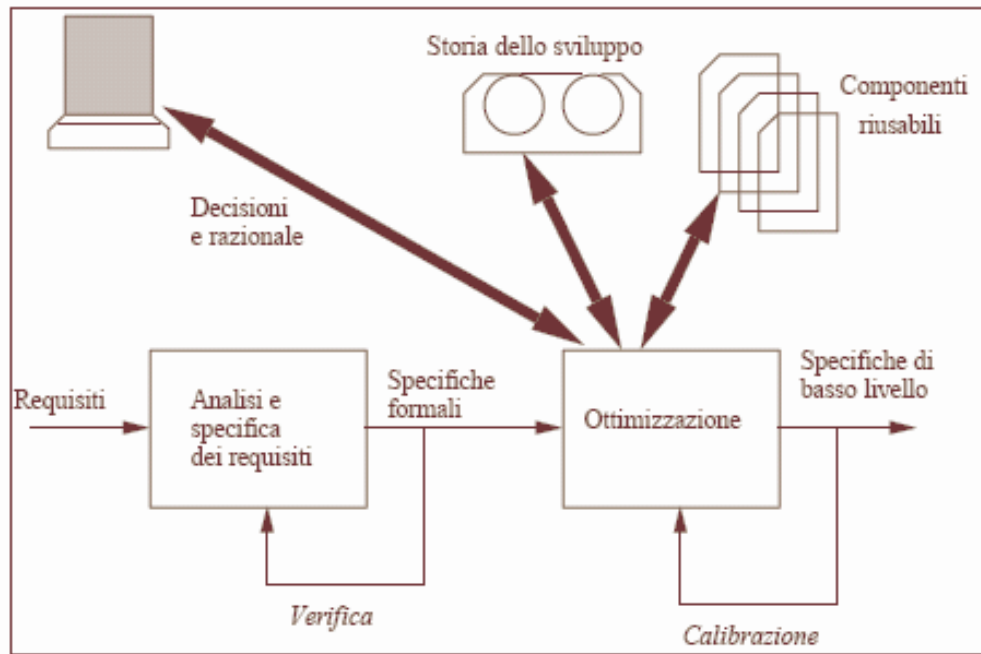 Storia dello sviluppo
Componenti
riusabili
Decisioni
e razionale
Requisiti
Analisi e
specifica
dei requisiti
Specifiche
formali
Ottimizzazione
Specifiche di
basso livello
Verifica
Calibrazione